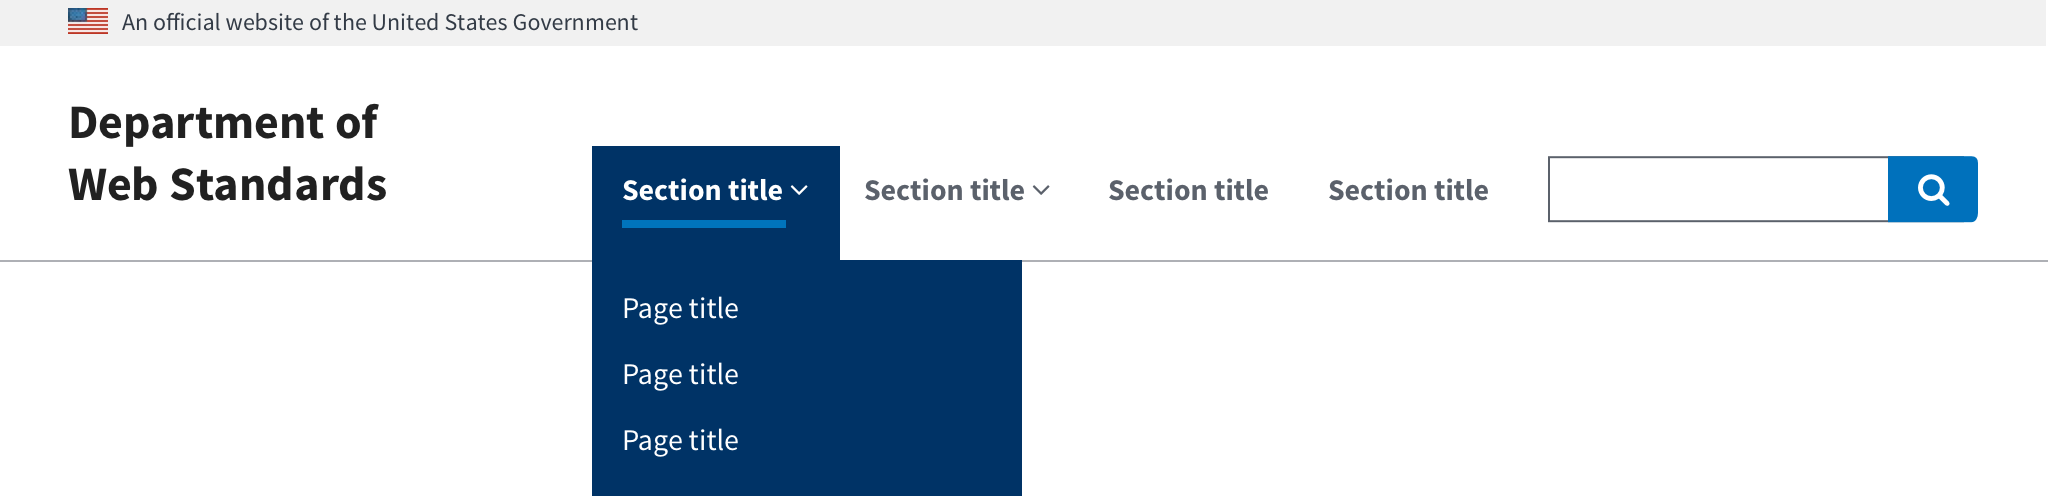 An official website of the United States Government
Department of
Web Standards
Section title Section title Section title Section title
Page title
Page title
Page title